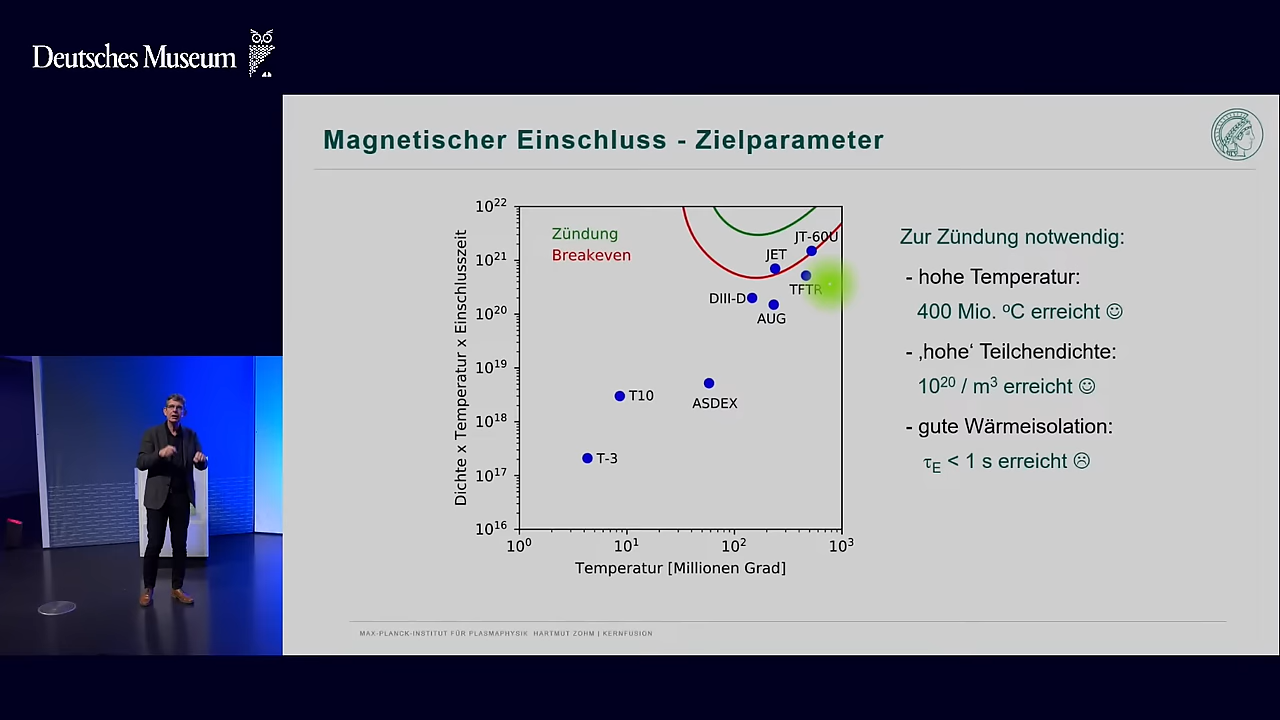 Deutsches Museum
Magnetischer Einschluss - Zielparameter
Dichte x Temperatur x Einschlusszeit
10²²
10²¹
10²⁰
10¹⁹
10¹⁸
10¹⁷
10¹⁶
Zündung
Breakeven
JT-60U
JET
TFTR
DIII-D
AUG
T10
ASDEX
T-3
10⁰
10¹
10²
10³
Temperatur [Millionen Grad]
Zur Zündung notwendig:
- hohe Temperatur:
400 Mio. ºC erreicht ☺
- ‚hohe‘ Teilchendichte:
10²⁰ / m³ erreicht ☺
- gute Wärmeisolation:
τE < 1 s erreicht ☹
MAX-PLANCK-INSTITUT FÜR PLASMAPHYSIK HARTMUT ZOHM | KERNFUSION